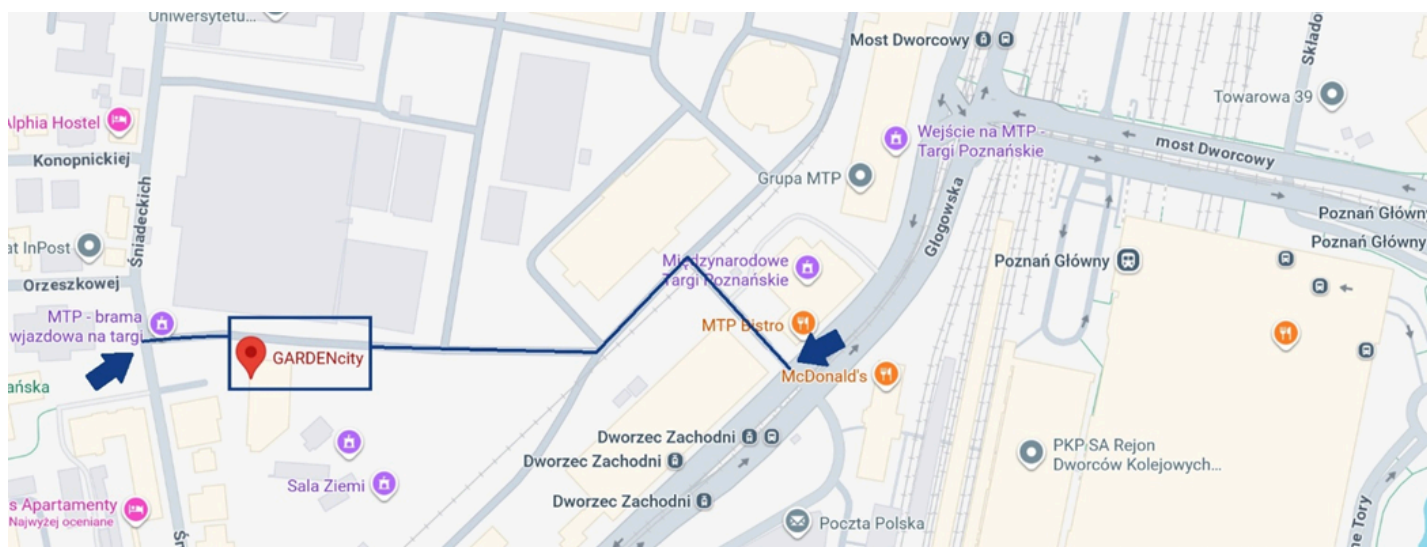 Uniwersytetu...
Most Dworcowy
Składo
Towarowa 39
Alphia Hostel
Konopnickiej
Wejście na MTP -
Targi Poznańskie
most Dworcowy
Grupa MTP
Śniadeckich
Głogowska
Poznań Główny
Poznań Główny
at InPost
Orzeszkowej
Międzynarodowe
Targi Poznańskie
Poznań Główny
MTP - brama
wjazdowa na targi
MTP Bistro
GARDENcity
McDonald's
ańska
Dworzec Zachodni
Dworzec Zachodni
Dworzec Zachodni
PKP SA Rejon
Dworców Kolejowych...
Sala Ziemi
s Apartamenty
Najwyżej oceniane
Poczta Polska
ne Tory